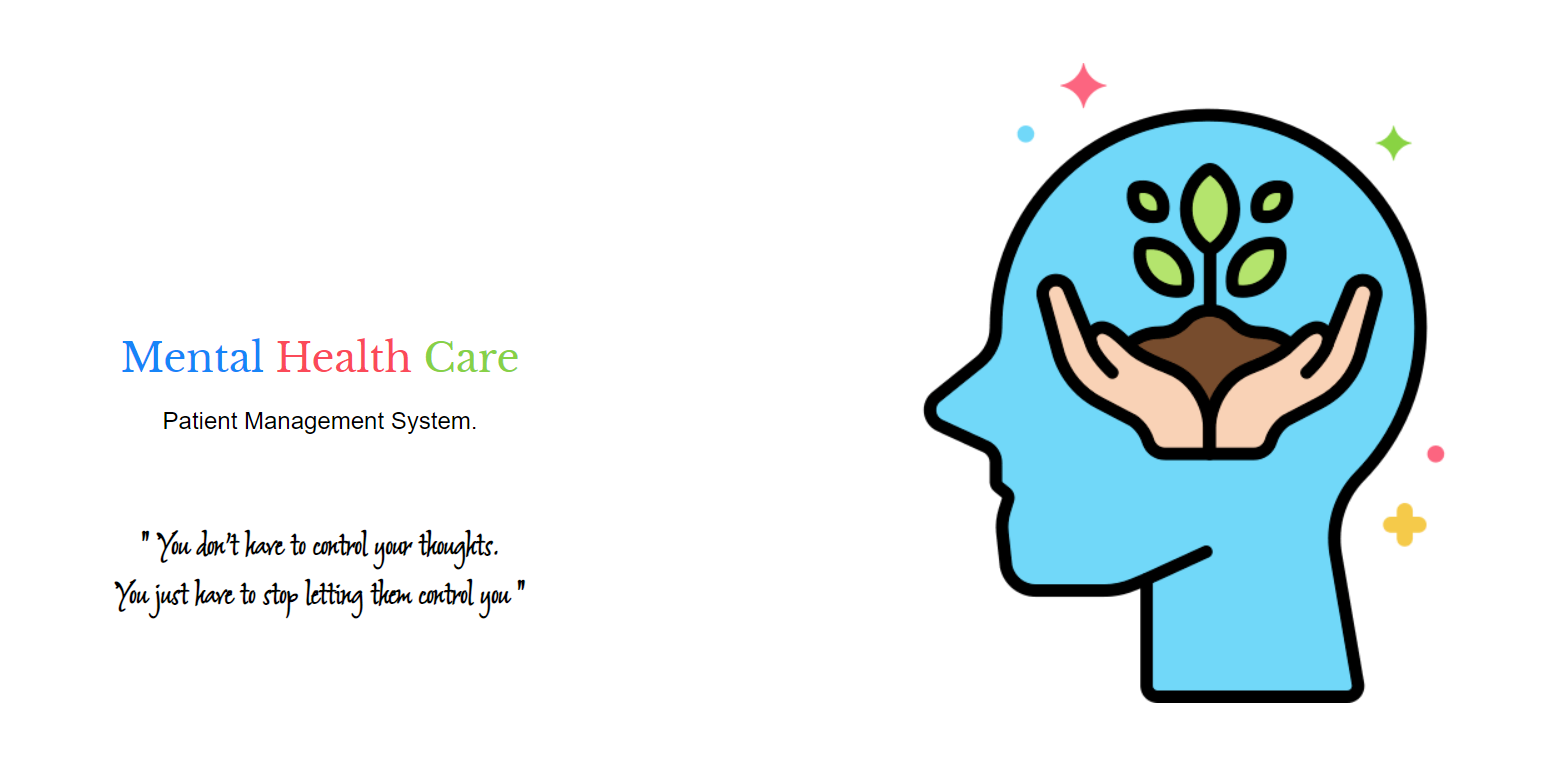 Mental Health Care
Patient Management System.
" You don't have to control your thoughts.
You just have to stop letting them control you "